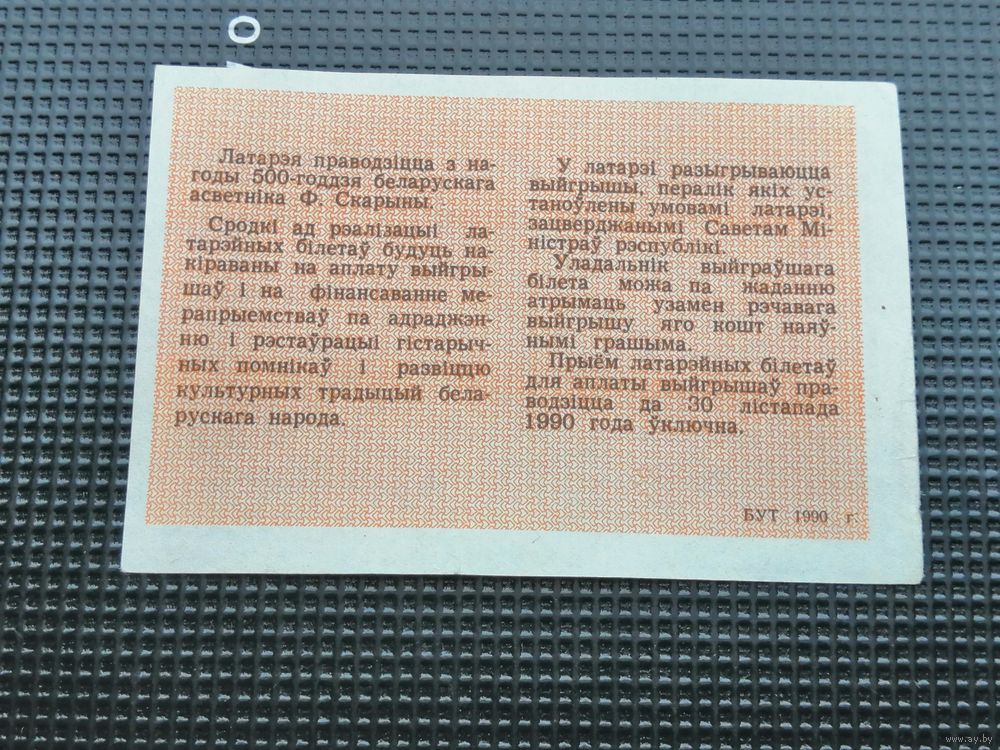 О
Латарэя праводзіцца з на-
годы 500-годдзя беларускага
асветніка Ф. Скарыны.
Сродкі ад рэалізацыі ла-
тарэйных білетаў будуць на-
кіраваны на аплату выйгры-
шаў і на фінансаванне ме-
рапрыемстваў па адраджэн-
ню і рэстаўрацыі гістарыч-
ных помнікаў і развіццю
культурных традыцый бела-
рускага народа.
У латарэі разыгрываюцца
выйгрышы, пералік якіх ус-
таноўлены умовамі латарэі,
зацверджанымі Саветам Мі-
ністраў рэспублікі.
Уладальнік выйграўшага
білета можа па жаданню
атрымаць узамен рэчавага
выйгрышу яго кошт наяў-
нымі грашыма.
Прыём латарэйных білетаў
для аплаты выйгрышаў пра-
водзіцца да 30 лістапада
1990 года ўключна.
БУТ 1990 г.
www.ay.by